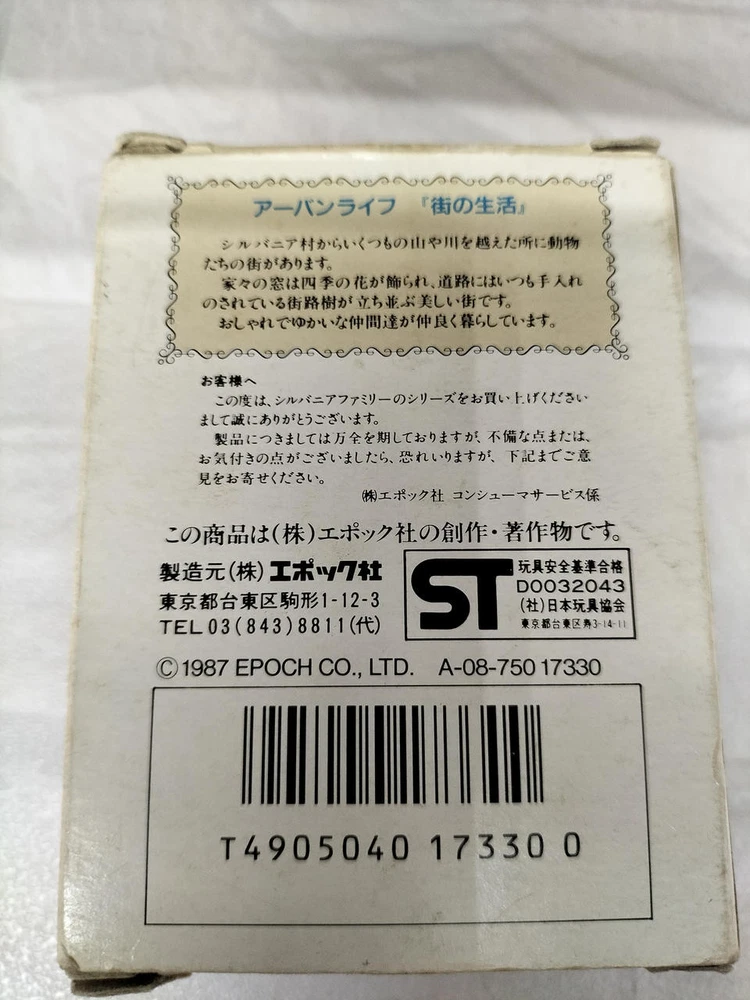 アーバンライフ 『街の生活』
シルバニア村からいくつもの山や川を越えた所に動物
たちの街があります。
家々の窓は四季の花が飾られ、道路にはいつも手入れ
のされている街路樹が立ち並ぶ美しい街です。
おしゃれでゆかいな仲間達が仲良く暮らしています。
お客様へ
この度は、シルバニアファミリーのシリーズをお買い上げください
まして誠にありがとうございます。
製品につきましては万全を期しておりますが、不備な点または、
お気付きの点がございましたら、恐れいりますが、下記までご意
見をお寄せください。
㈱エポック社 コンシューマサービス係
この商品は(株)エポック社の創作・著作物です。
製造元(株)エポック社
東京都台東区駒形1-12-3
TEL 03(843)8811(代)
ST
玩具安全基準合格
D0032043
(社)日本玩具協会
東京都台東区寿3-14-11
©1987 EPOCH CO., LTD. A-08-750 17330
T4905040 17330 0